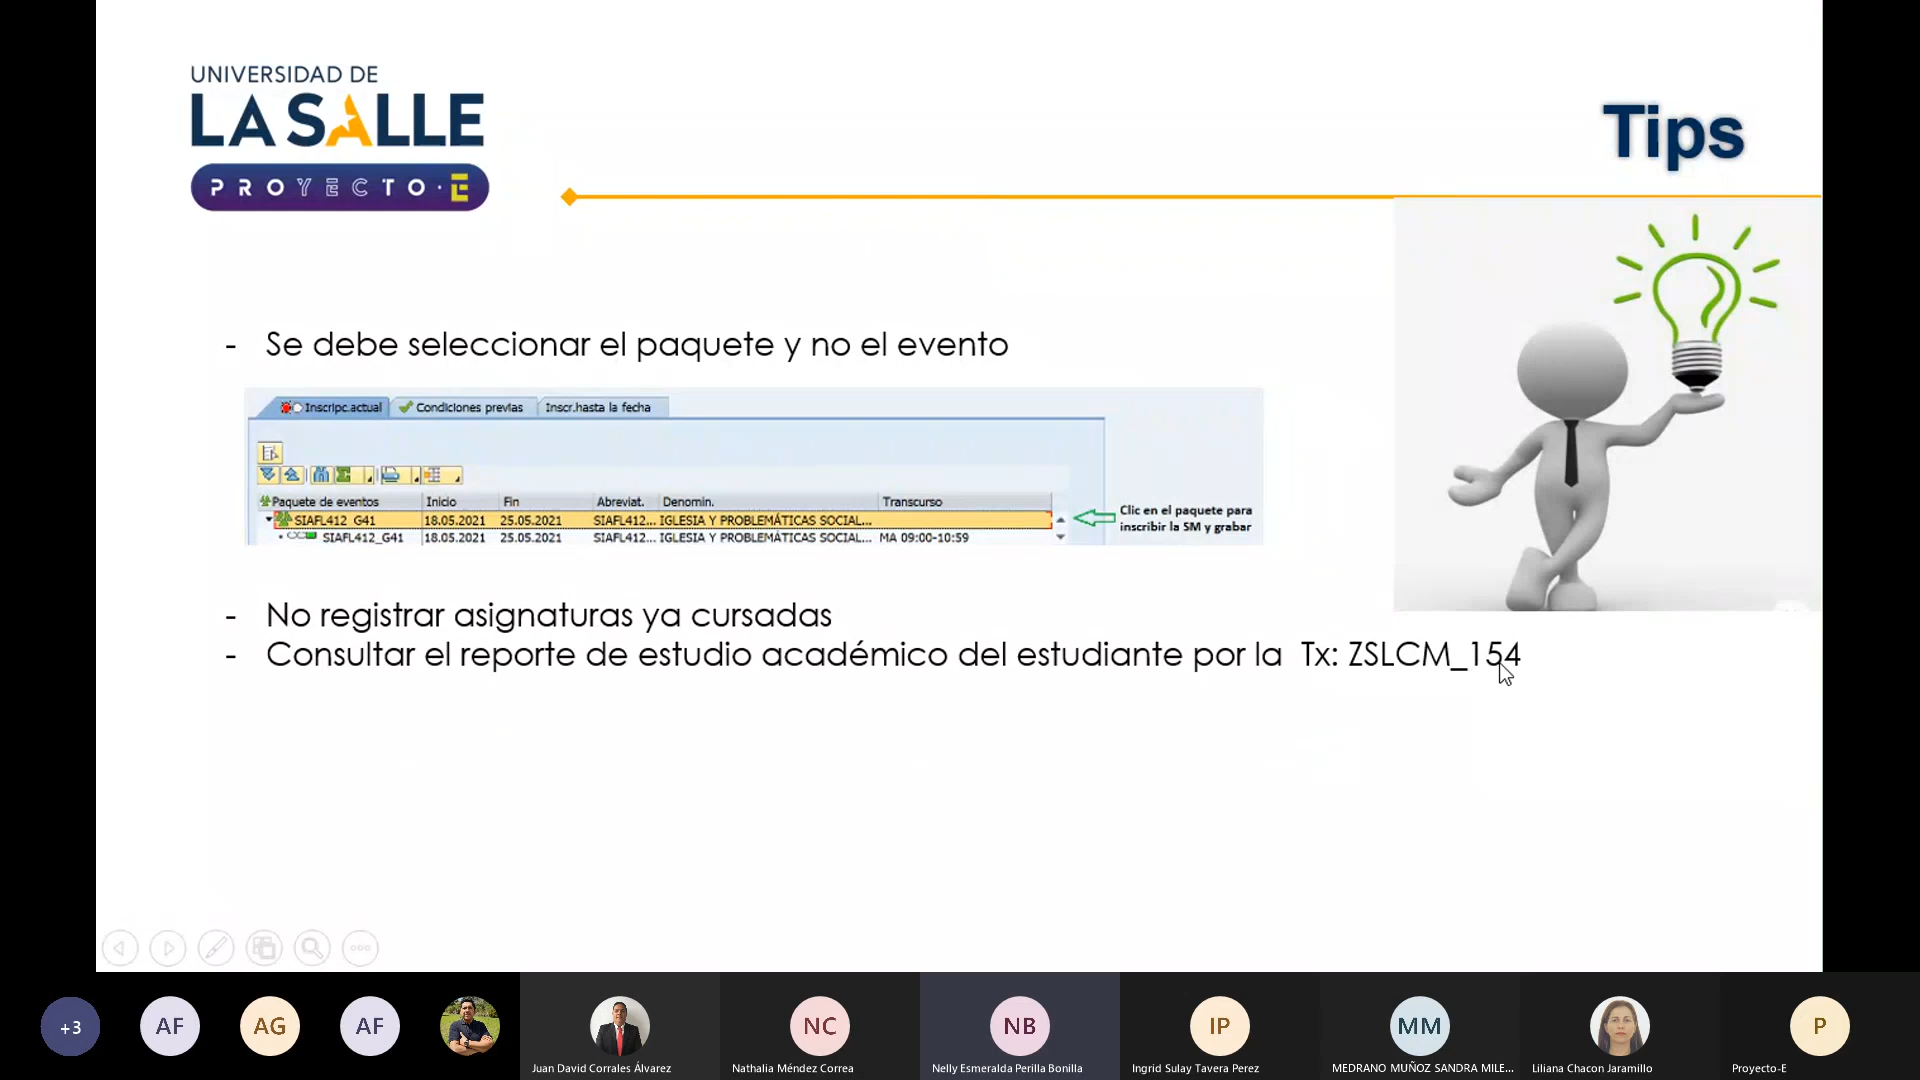 UNIVERSIDAD DE
LA SALLE
PROYECTO·E
Tips
- Se debe seleccionar el paquete y no el evento
Inscripc.actual Condiciones previas Inscr.hasta la fecha
Paquete de eventos Inicio Fin Abreviat. Denomin. Transcurso
SIAFL412_G41 18.05.2021 25.05.2021 SIAFL412... IGLESIA Y PROBLEMÁTICAS SOCIAL...
SIAFL412_G41 18.05.2021 25.05.2021 SIAFL412... IGLESIA Y PROBLEMÁTICAS SOCIAL... MA 09:00-10:59
Clic en el paquete para
inscribir la SM y grabar
- No registrar asignaturas ya cursadas
- Consultar el reporte de estudio académico del estudiante por la Tx: ZSLCM_154
+3 AF AG AF NC NB IP MM P
Juan David Corrales Álvarez Nathalia Méndez Correa Nelly Esmeralda Perilla Bonilla Ingrid Sulay Tavera Perez MEDRANO MUÑOZ SANDRA MILE... Liliana Chacon Jaramillo Proyecto-E